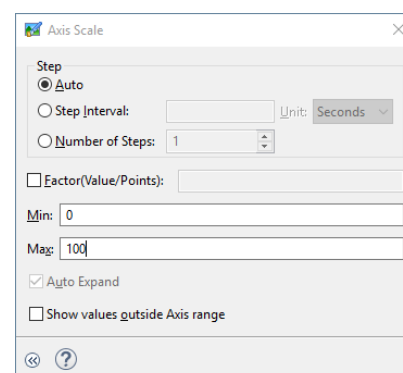 Axis Scale
Step
Auto
Step Interval: Unit: Seconds
Number of Steps: 1
Factor(Value/Points):
Min: 0
Max: 100
Auto Expand
Show values outside Axis range
?